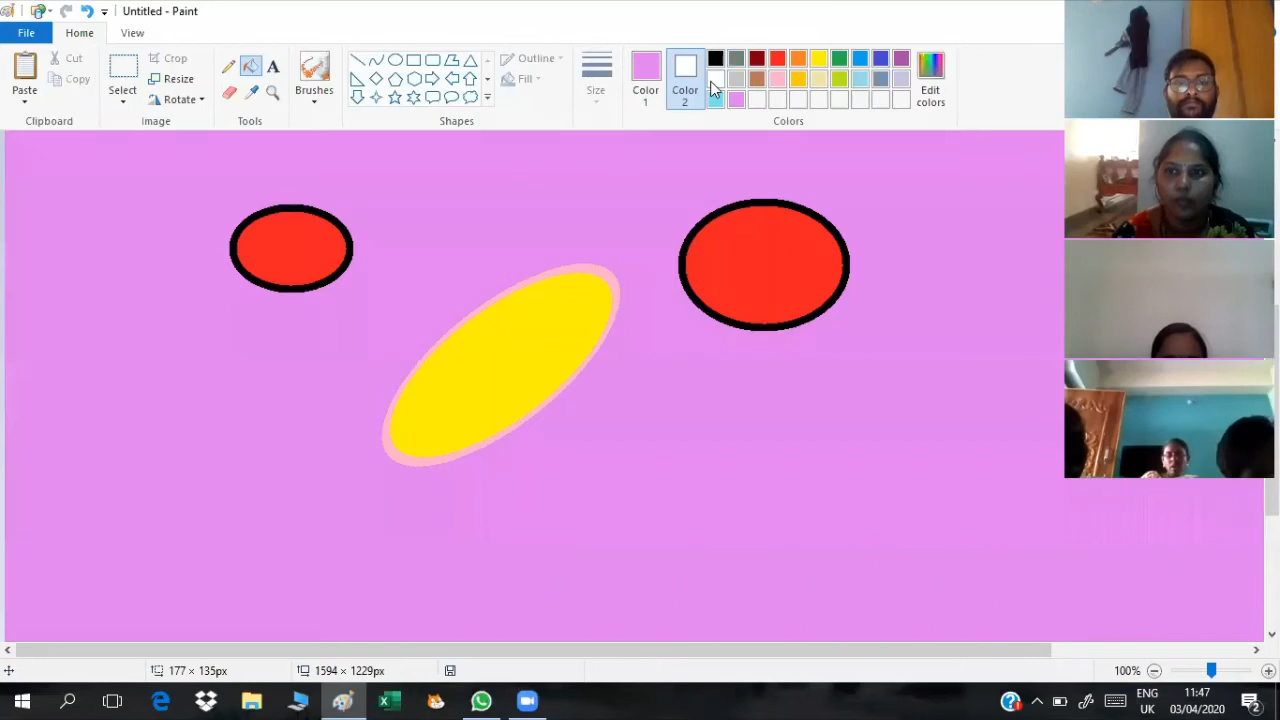 Untitled - Paint
File
Home
View
Paste
Cut
Copy
Clipboard
Select
Crop
Resize
Rotate
Image
A
Tools
Brushes
Shapes
Outline
Fill
Size
Color
1
Color
2
Edit
colors
Colors
177 × 135px
1594 × 1229px
100%
ENG
UK
11:47
03/04/2020
2